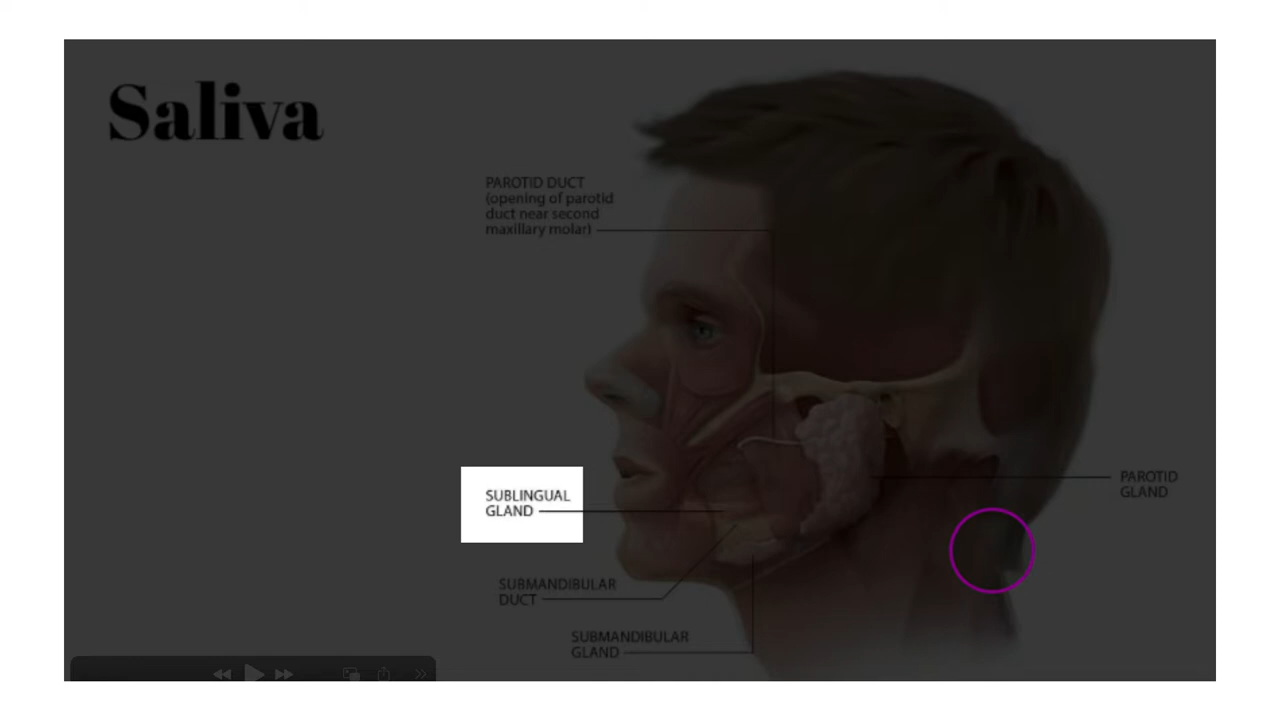 Saliva
PAROTID DUCT
(opening of parotid
duct near second
maxillary molar)
SUBLINGUAL
GLAND
PAROTID
GLAND
SUBMANDIBULAR
DUCT
SUBMANDIBULAR
GLAND